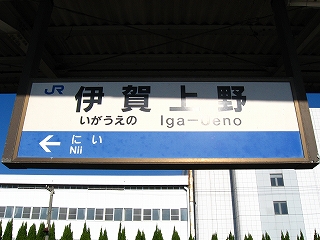 JR
伊賀上野
いがうえの Iga-Ueno
← にい
Nii